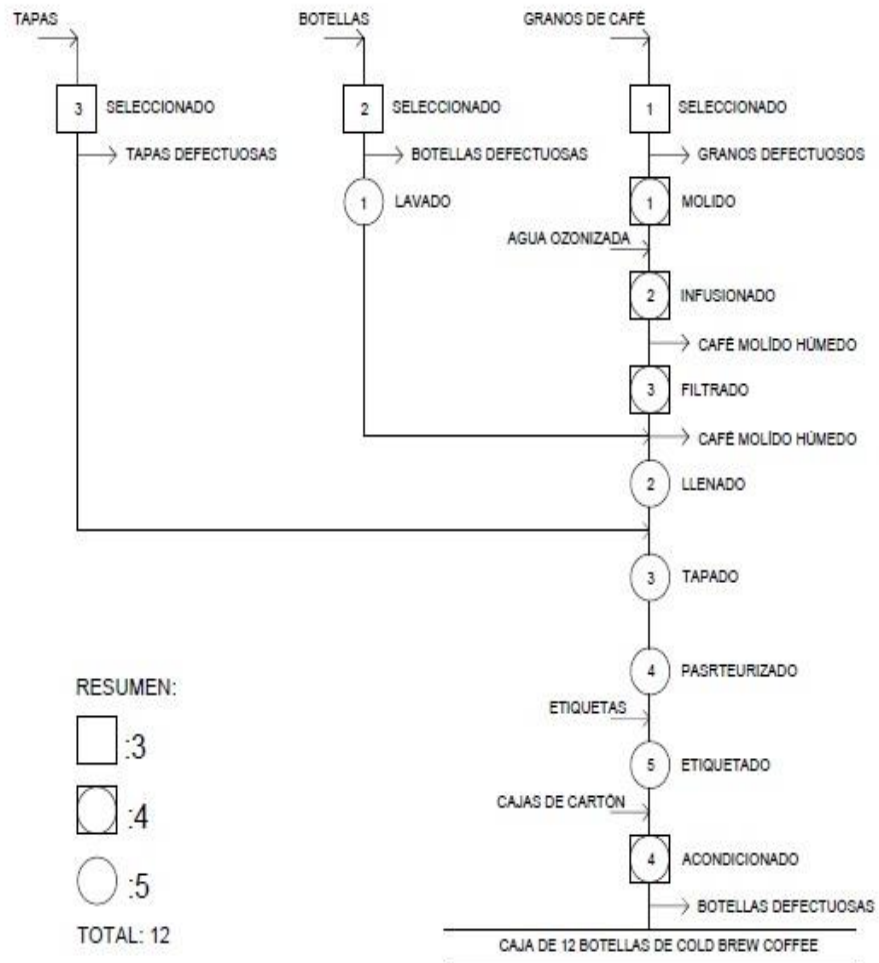 TAPAS
BOTELLAS
GRANOS DE CAFÉ
3 SELECCIONADO
2 SELECCIONADO
1 SELECCIONADO
TAPAS DEFECTUOSAS
BOTELLAS DEFECTUOSAS
GRANOS DEFECTUOSOS
1 LAVADO
1 MOLIDO
AGUA OZONIZADA
2 INFUSIONADO
CAFÉ MOLÍDO HÚMEDO
3 FILTRADO
CAFÉ MOLÍDO HÚMEDO
2 LLENADO
3 TAPADO
4 PASRTEURIZADO
ETIQUETAS
5 ETIQUETADO
CAJAS DE CARTÓN
4 ACONDICIONADO
BOTELLAS DEFECTUOSAS
CAJA DE 12 BOTELLAS DE COLD BREW COFFEE
RESUMEN:
:3
:4
:5
TOTAL: 12